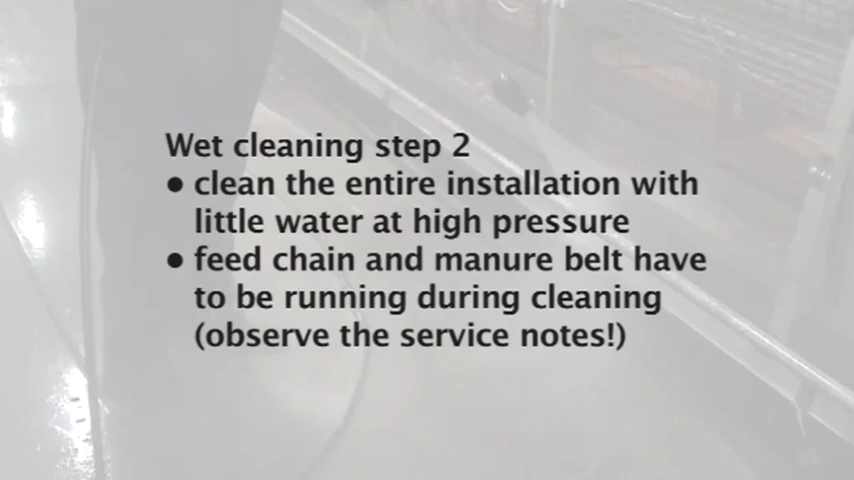 Wet cleaning step 2
● clean the entire installation with
little water at high pressure
● feed chain and manure belt have
to be running during cleaning
(observe the service notes!)